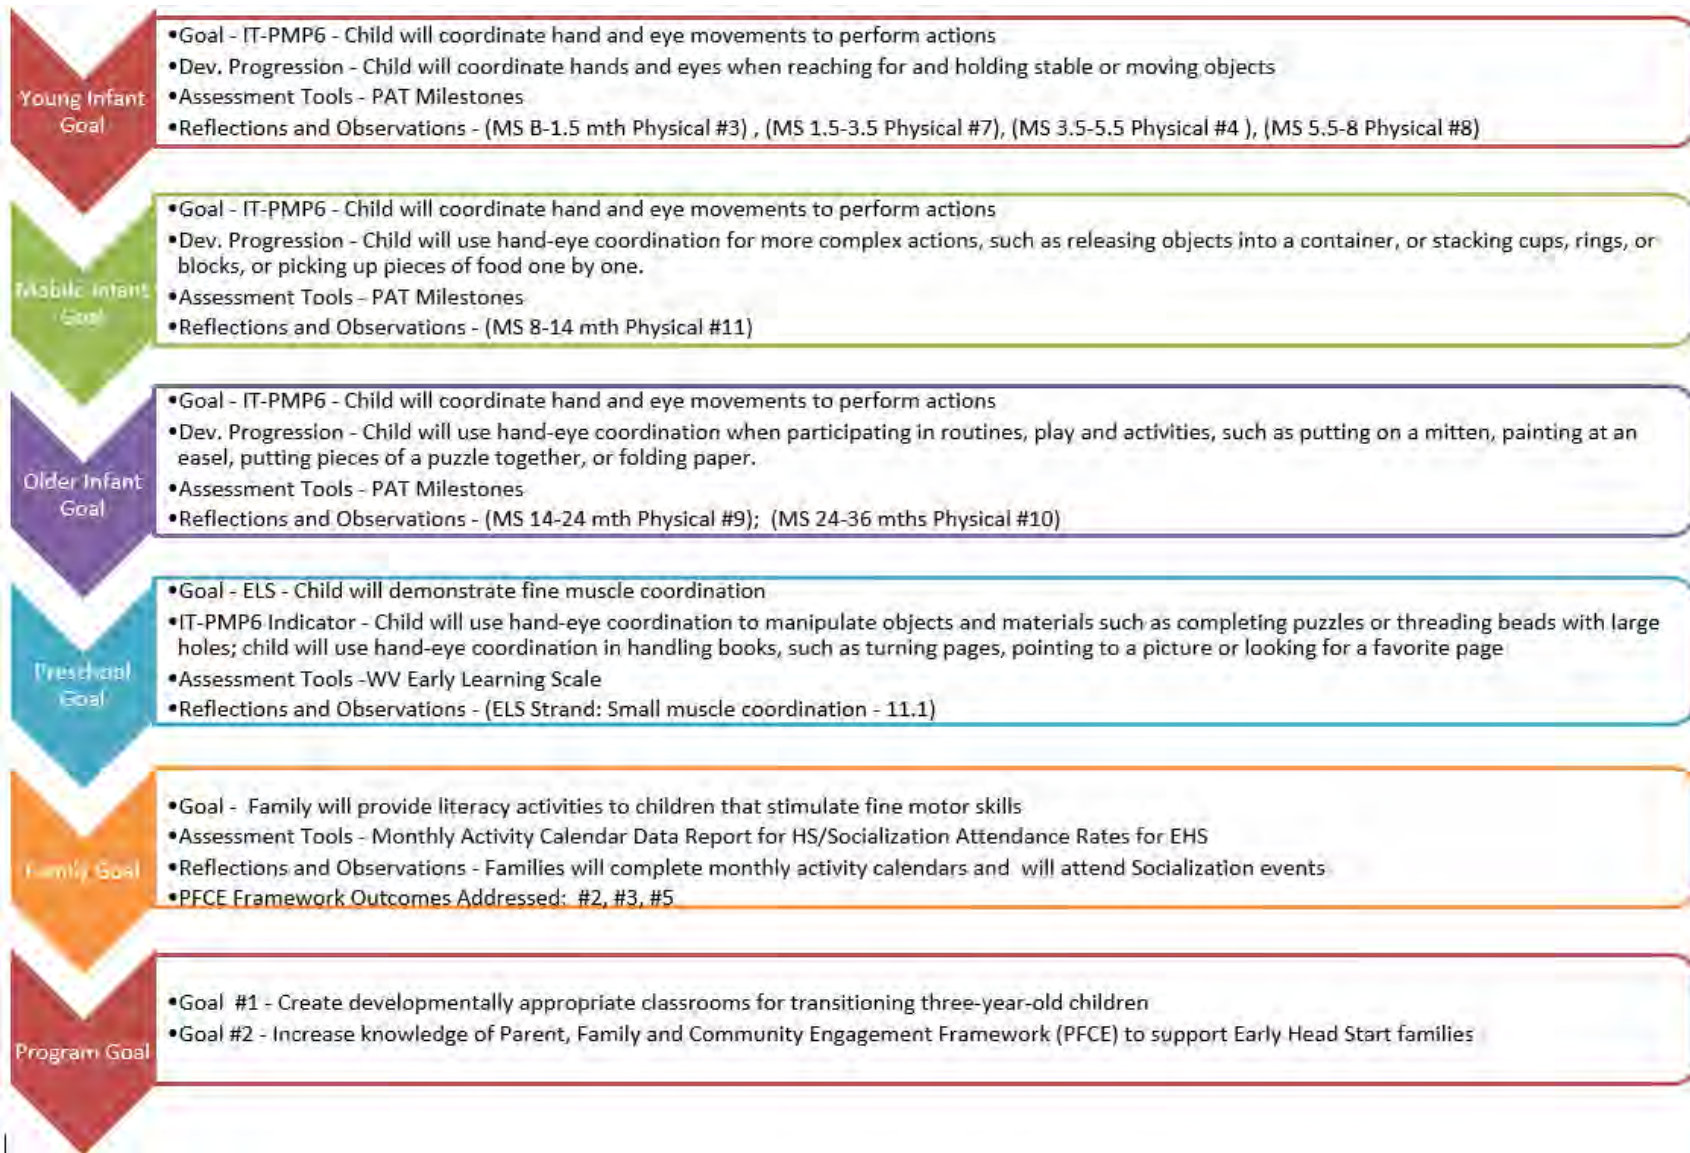 Young Infant
Goal
•Goal - IT-PMP6 - Child will coordinate hand and eye movements to perform actions
•Dev. Progression - Child will coordinate hands and eyes when reaching for and holding stable or moving objects
•Assessment Tools - PAT Milestones
•Reflections and Observations - (MS B-1.5 mth Physical #3) , (MS 1.5-3.5 Physical #7), (MS 3.5-5.5 Physical #4 ), (MS 5.5-8 Physical #8)
Mobile Infant
Goal
•Goal - IT-PMP6 - Child will coordinate hand and eye movements to perform actions
•Dev. Progression - Child will use hand-eye coordination for more complex actions, such as releasing objects into a container, or stacking cups, rings, or
blocks, or picking up pieces of food one by one.
•Assessment Tools - PAT Milestones
•Reflections and Observations - (MS 8-14 mth Physical #11)
Older Infant
Goal
•Goal - IT-PMP6 - Child will coordinate hand and eye movements to perform actions
•Dev. Progression - Child will use hand-eye coordination when participating in routines, play and activities, such as putting on a mitten, painting at an
easel, putting pieces of a puzzle together, or folding paper.
•Assessment Tools - PAT Milestones
•Reflections and Observations - (MS 14-24 mth Physical #9);  (MS 24-36 mths Physical #10)
Preschool
Goal
•Goal - ELS - Child will demonstrate fine muscle coordination
•IT-PMP6 Indicator - Child will use hand-eye coordination to manipulate objects and materials such as completing puzzles or threading beads with large
holes; child will use hand-eye coordination in handling books, such as turning pages, pointing to a picture or looking for a favorite page
•Assessment Tools -WV Early Learning Scale
•Reflections and Observations - (ELS Strand: Small muscle coordination - 11.1)
Family Goal
•Goal -  Family will provide literacy activities to children that stimulate fine motor skills
•Assessment Tools - Monthly Activity Calendar Data Report for HS/Socialization Attendance Rates for EHS
•Reflections and Observations - Families will complete monthly activity calendars and  will attend Socialization events
•PFCE Framework Outcomes Addressed:  #2, #3, #5
Program Goal
•Goal  #1 - Create developmentally appropriate classrooms for transitioning three-year-old children
•Goal #2 - Increase knowledge of Parent, Family and Community Engagement Framework (PFCE) to support Early Head Start families